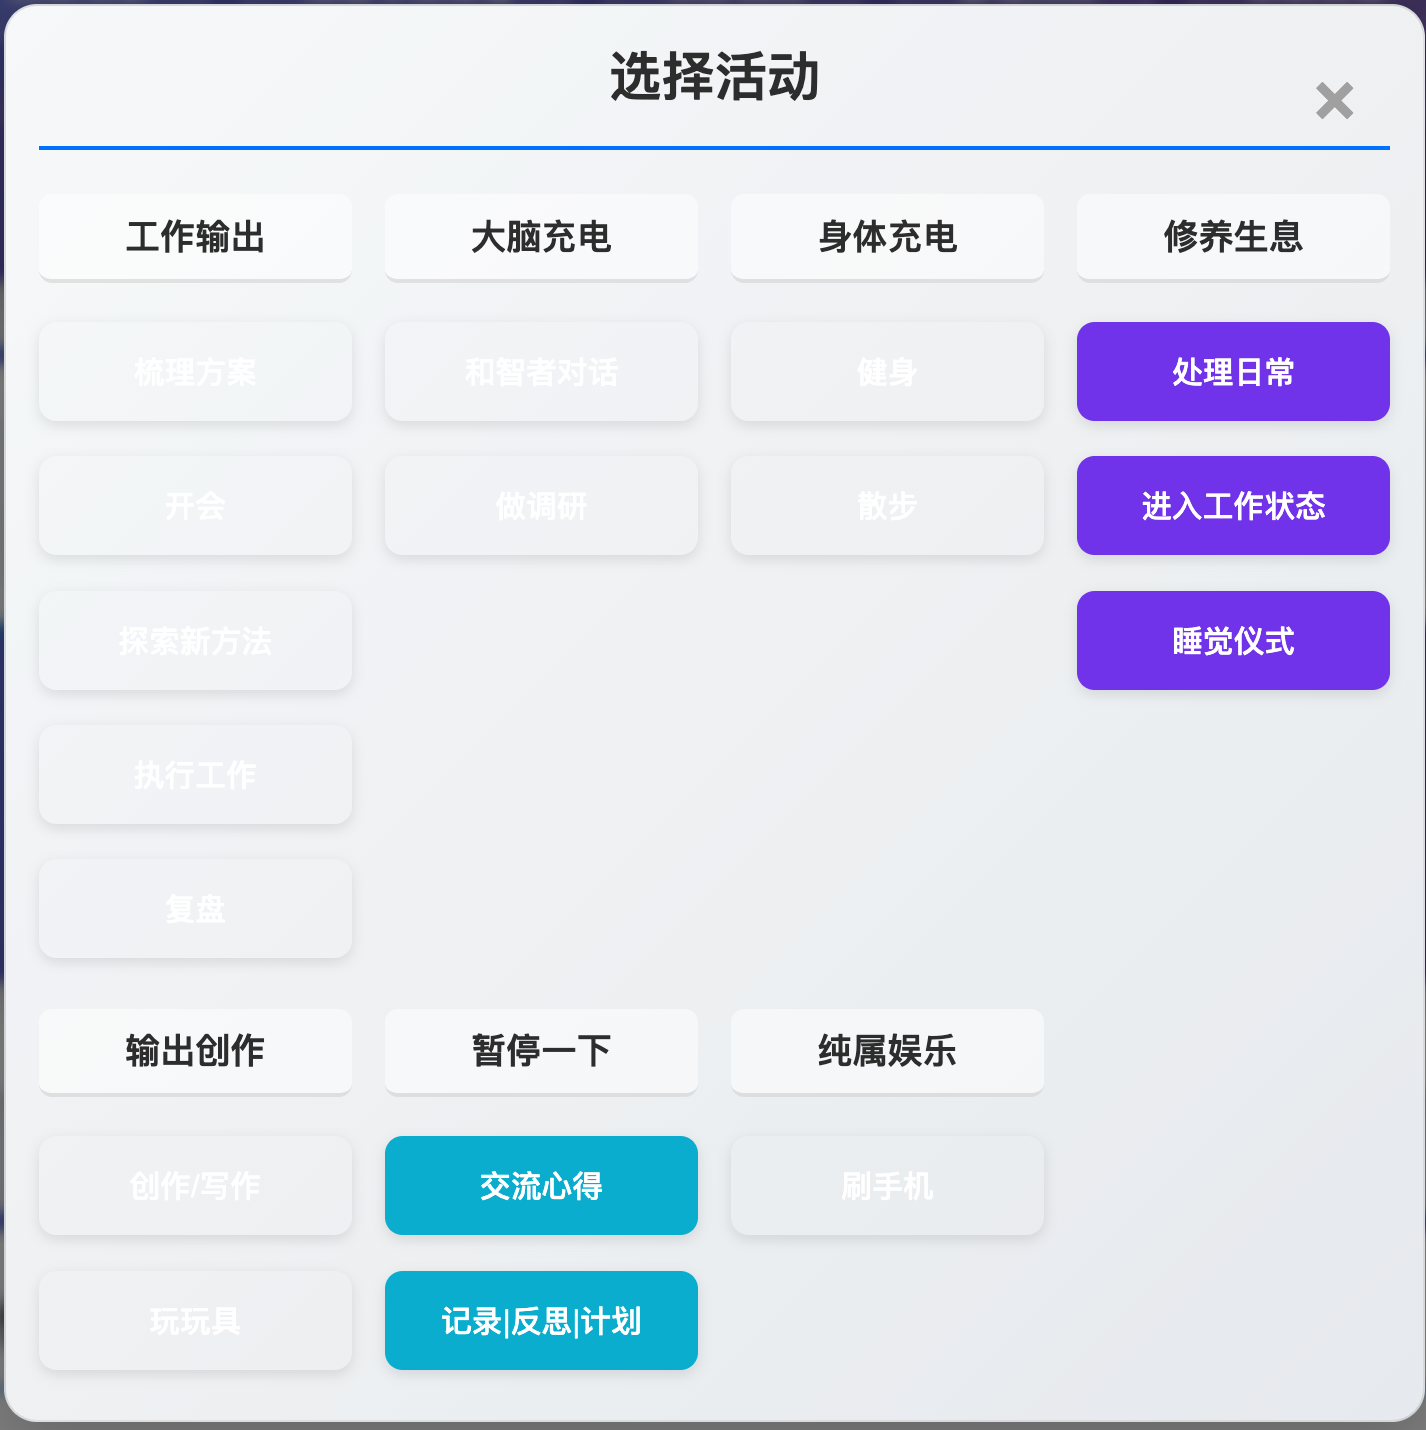 选择活动
×
工作输出
大脑充电
身体充电
修养生息
梳理方案
和智者对话
健身
处理日常
开会
做调研
散步
进入工作状态
探索新方法
睡觉仪式
执行工作
复盘
输出创作
暂停一下
纯属娱乐
创作/写作
交流心得
刷手机
玩玩具
记录|反思|计划